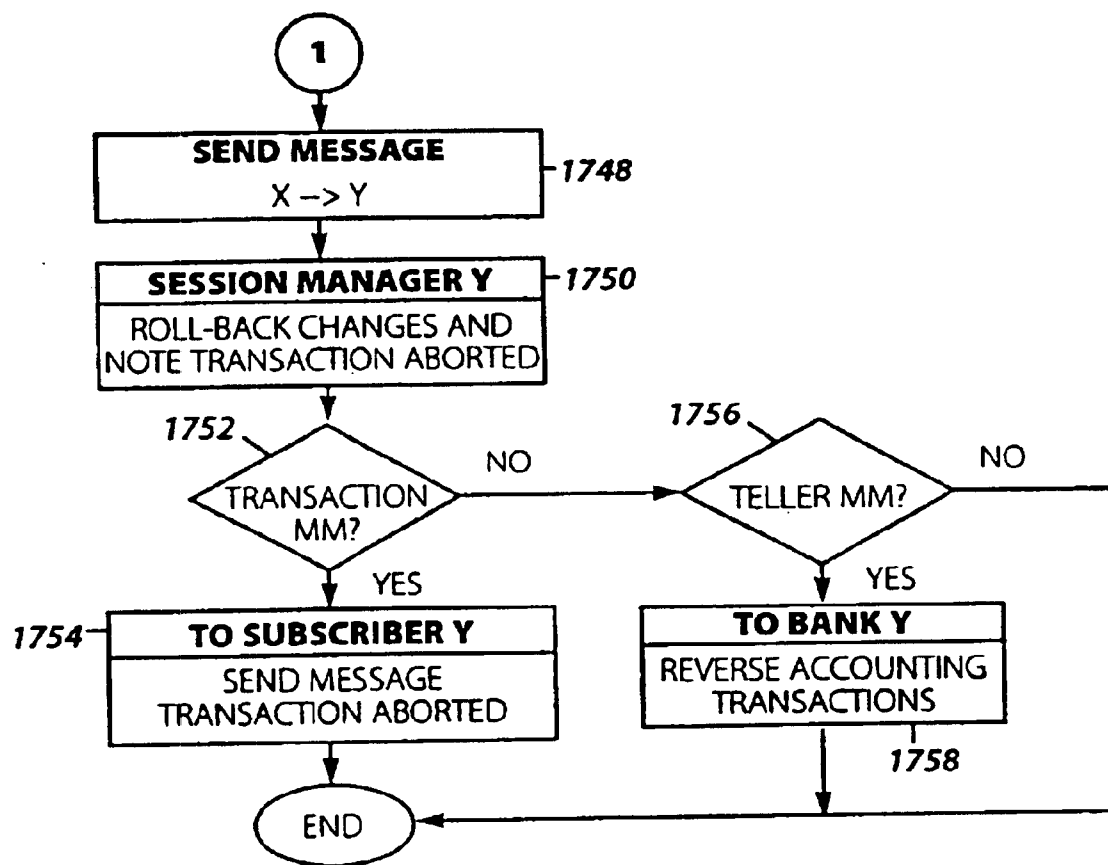 1
SEND MESSAGE
X --> Y
1748
SESSION MANAGER Y
1750
ROLL-BACK CHANGES AND
NOTE TRANSACTION ABORTED
1752
TRANSACTION
MM?
NO
YES
1756
TELLER MM?
NO
YES
1754
TO SUBSCRIBER Y
SEND MESSAGE
TRANSACTION ABORTED
TO BANK Y
REVERSE ACCOUNTING
TRANSACTIONS
1758
END